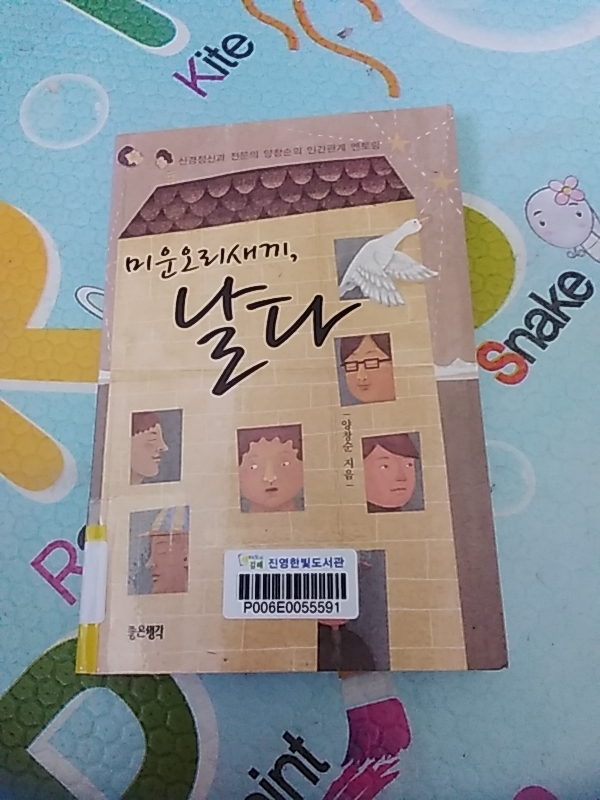 Kite
신경정신과 전문의 양창순의 인간관계 멘토링
미운오리새끼,
날다
Snake
양창순 지음
진영한빛도서관
P006E0055591
좋은생각